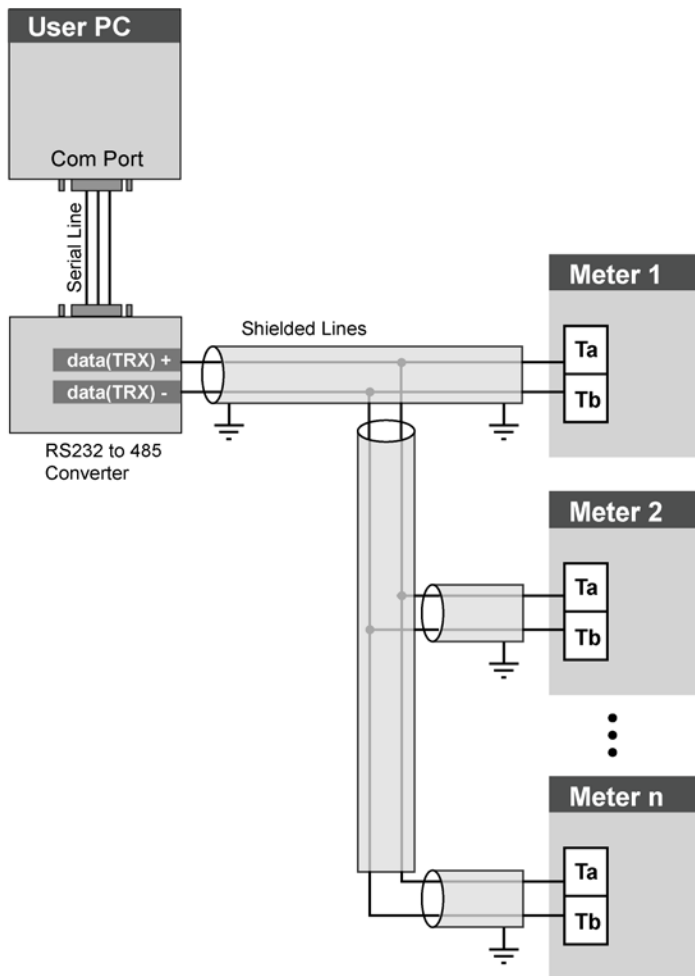 User PC
Com Port
Serial Line
Shielded Lines
data(TRX) +
data(TRX) -
RS232 to 485
Converter
Meter 1
Ta
Tb
Meter 2
Ta
Tb
Meter n
Ta
Tb